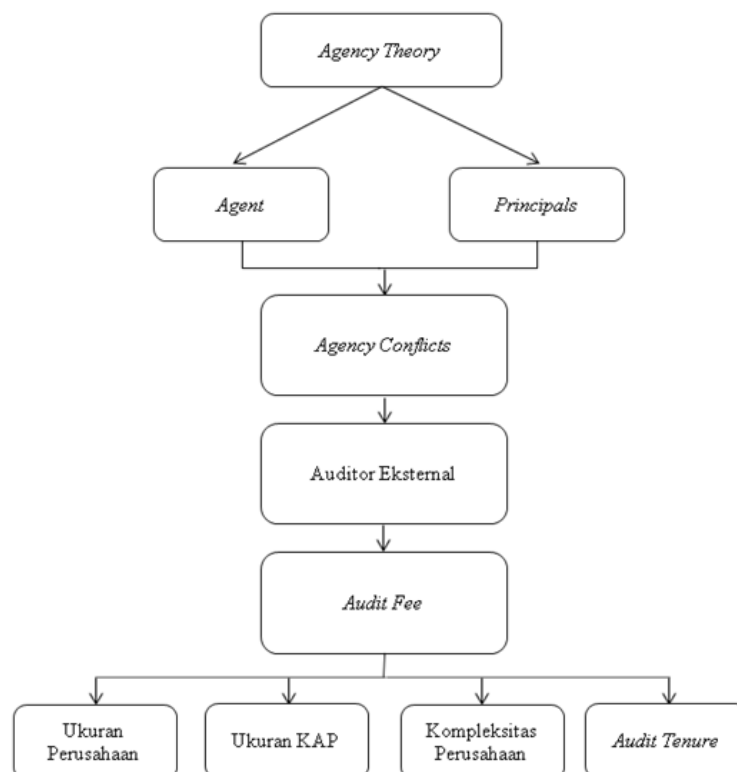 Agency Theory
Agent
Principals
Agency Conflicts
Auditor Eksternal
Audit Fee
Ukuran
Perusahaan
Ukuran KAP
Kompleksitas
Perusahaan
Audit Tenure